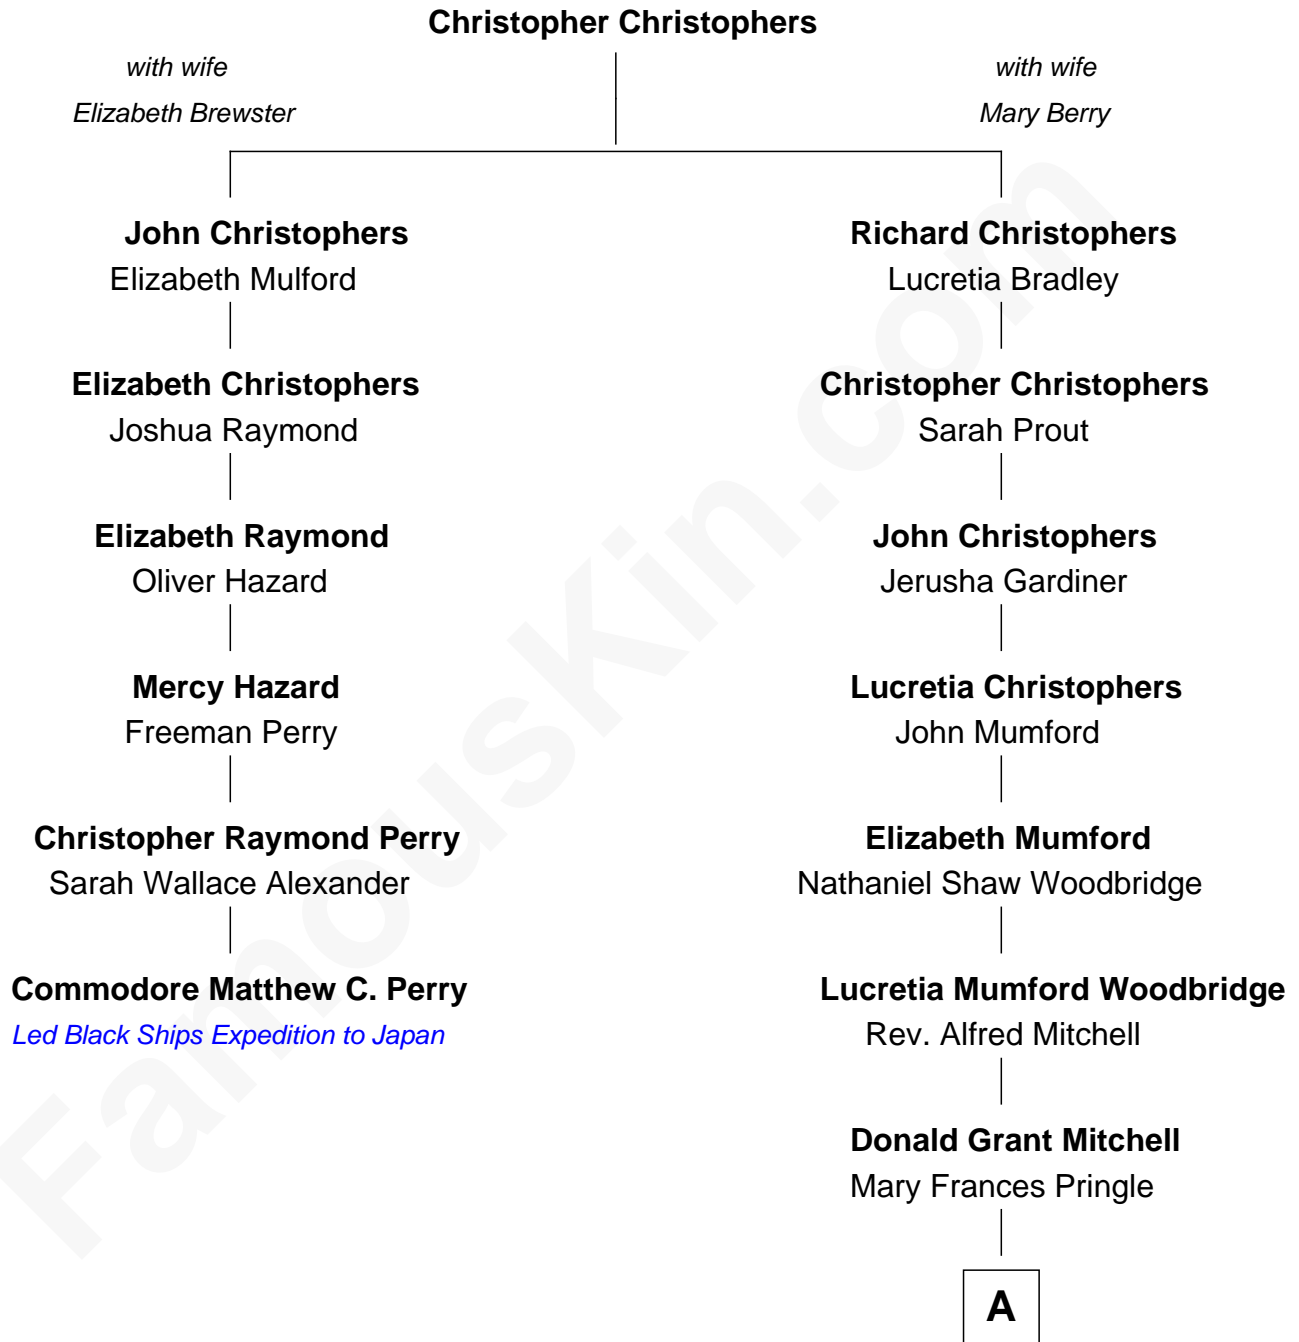 Christopher Christophers
with wife
Elizabeth Brewster
with wife
Mary Berry
John Christophers
Elizabeth Mulford
Richard Christophers
Lucretia Bradley
Elizabeth Christophers
Joshua Raymond
Christopher Christophers
Sarah Prout
Elizabeth Raymond
Oliver Hazard
John Christophers
Jerusha Gardiner
Mercy Hazard
Freeman Perry
Lucretia Christophers
John Mumford
Christopher Raymond Perry
Sarah Wallace Alexander
Elizabeth Mumford
Nathaniel Shaw Woodbridge
Commodore Matthew C. Perry
Led Black Ships Expedition to Japan
Lucretia Mumford Woodbridge
Rev. Alfred Mitchell
Donald Grant Mitchell
Mary Frances Pringle
A
FamousKin.com